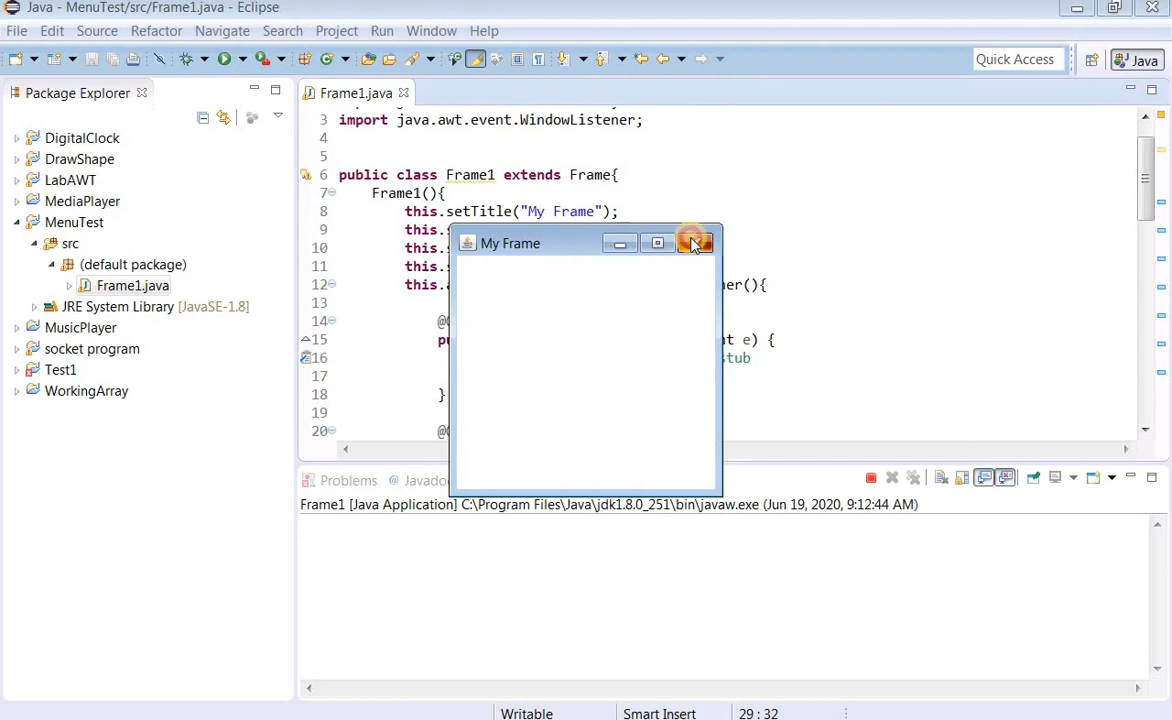 Java - MenuTest/src/Frame1.java - Eclipse
File Edit Source Refactor Navigate Search Project Run Window Help
Quick Access
Java
Package Explorer
Frame1.java
DigitalClock
DrawShape
LabAWT
MediaPlayer
MenuTest
src
(default package)
Frame1.java
JRE System Library [JavaSE-1.8]
MusicPlayer
socket program
Test1
WorkingArray
3 import java.awt.event.WindowListener;
4
5
6 public class Frame1 extends Frame{
7 Frame1(){
8 this.setTitle("My Frame");
9 this.s
10 this.s
11 this.s
12 this.a ner(){
13
14 @
15 pu nt e) {
16 stub
17
18 }
19
20 @
My Frame
Problems @ Javado
Frame1 [Java Application] C:\Program Files\Java\jdk1.8.0_251\bin\javaw.exe (Jun 19, 2020, 9:12:44 AM)
Writable Smart Insert 29 : 32